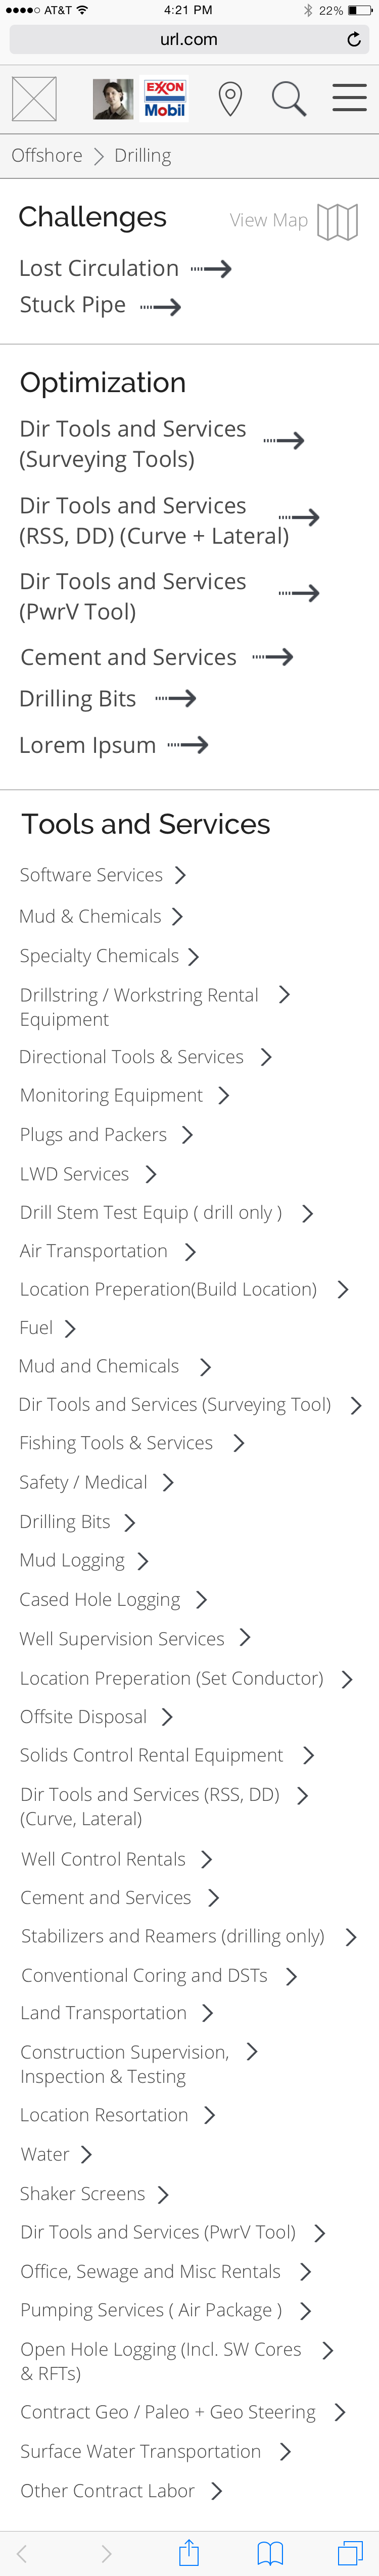 AT&T 4:21 PM 22%
url.com
EXXON
Mobil
Offshore > Drilling
Challenges View Map
Lost Circulation
Stuck Pipe
Optimization
Dir Tools and Services
(Surveying Tools)
Dir Tools and Services
(RSS, DD) (Curve + Lateral)
Dir Tools and Services
(PwrV Tool)
Cement and Services
Drilling Bits
Lorem Ipsum
Tools and Services
Software Services
Mud & Chemicals
Specialty Chemicals
Drillstring / Workstring Rental
Equipment
Directional Tools & Services
Monitoring Equipment
Plugs and Packers
LWD Services
Drill Stem Test Equip ( drill only )
Air Transportation
Location Preperation(Build Location)
Fuel
Mud and Chemicals
Dir Tools and Services (Surveying Tool)
Fishing Tools & Services
Safety / Medical
Drilling Bits
Mud Logging
Cased Hole Logging
Well Supervision Services
Location Preperation (Set Conductor)
Offsite Disposal
Solids Control Rental Equipment
Dir Tools and Services (RSS, DD)
(Curve, Lateral)
Well Control Rentals
Cement and Services
Stabilizers and Reamers (drilling only)
Conventional Coring and DSTs
Land Transportation
Construction Supervision,
Inspection & Testing
Location Resortation
Water
Shaker Screens
Dir Tools and Services (PwrV Tool)
Office, Sewage and Misc Rentals
Pumping Services ( Air Package )
Open Hole Logging (Incl. SW Cores
& RFTs)
Contract Geo / Paleo + Geo Steering
Surface Water Transportation
Other Contract Labor